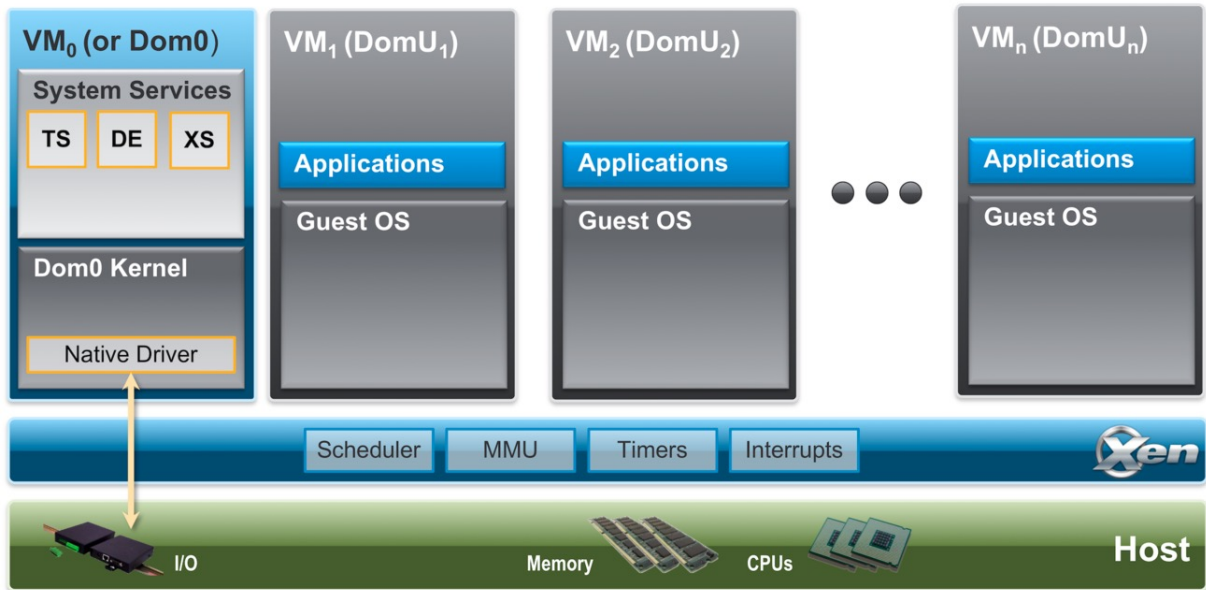 VM0 (or Dom0)
System Services
TS DE XS
Dom0 Kernel
Native Driver
VM1 (DomU1)
Applications
Guest OS
VM2 (DomU2)
Applications
Guest OS
VMn (DomUn)
Applications
Guest OS
Scheduler MMU Timers Interrupts
Xen
I/O
Memory
CPUs
Host